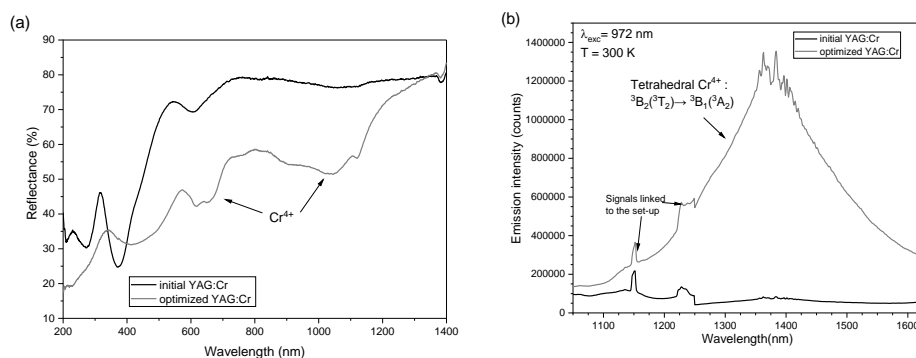 (a)
90
80
70
60
50
40
30
20
10
Reflectance (%)
Cr4+
initial YAG:Cr
optimized YAG:Cr
200 400 600 800 1000 1200 1400
Wavelength (nm)
(b)
λexc= 972 nm
T = 300 K
initial YAG:Cr
optimized YAG:Cr
1400000
1200000
1000000
800000
600000
400000
200000
0
Emission intensity (counts)
Tetrahedral Cr4+ :
3B2(3T2)→ 3B1(3A2)
Signals linked
to the set-up
1100 1200 1300 1400 1500 1600
Wavelength(nm)